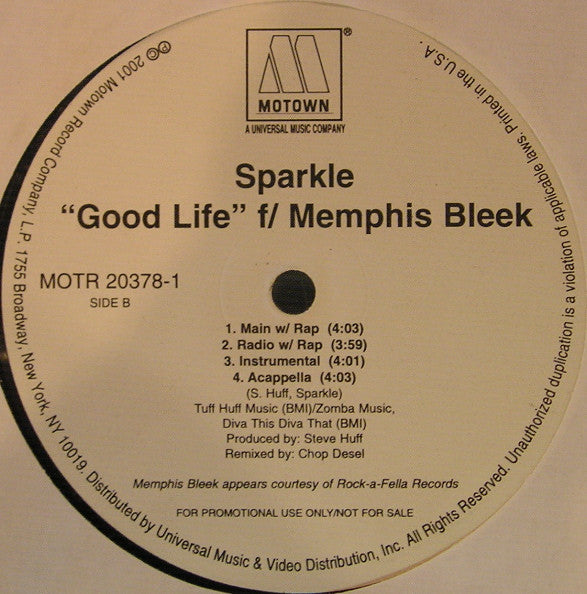 ®
MOTOWN
A UNIVERSAL MUSIC COMPANY
Sparkle
“Good Life” f/ Memphis Bleek
MOTR 20378-1
SIDE B
1. Main w/ Rap (4:03)
2. Radio w/ Rap (3:59)
3. Instrumental (4:01)
4. Acappella (4:03)
(S. Huff, Sparkle)
Tuff Huff Music (BMI)/Zomba Music,
Diva This Diva That (BMI)
Produced by: Steve Huff
Remixed by: Chop Desel
Memphis Bleek appears courtesy of Rock-a-Fella Records
FOR PROMOTIONAL USE ONLY/NOT FOR SALE
℗© 2001 Motown Record Company, L.P. 1755 Broadway, New York, NY 10019. Distributed by Universal Music & Video Distribution, Inc. All Rights Reserved. Unauthorized duplication is a violation of applicable laws. Printed in the U.S.A.